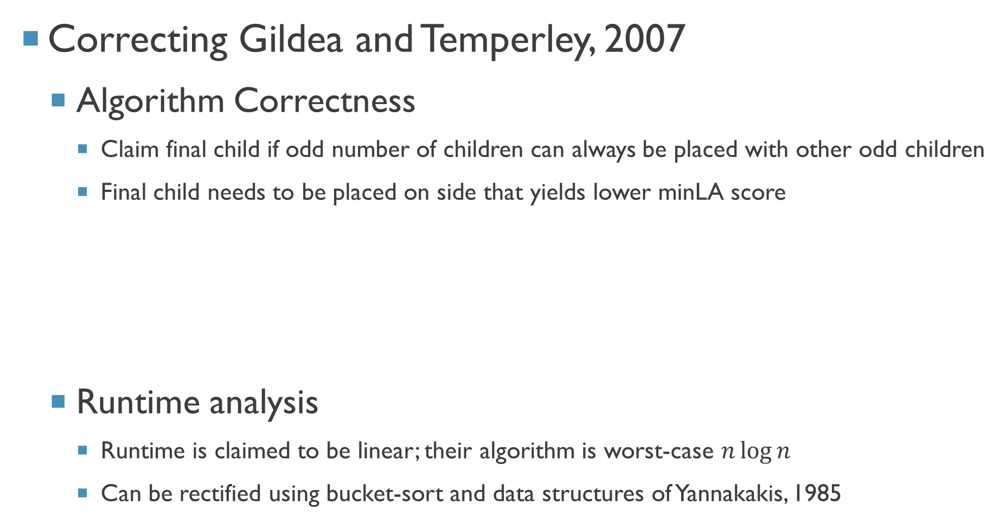 Correcting Gildea and Temperley, 2007
Algorithm Correctness
Claim final child if odd number of children can always be placed with other odd children
Final child needs to be placed on side that yields lower minLA score
Runtime analysis
Runtime is claimed to be linear; their algorithm is worst-case n log n
Can be rectified using bucket-sort and data structures of Yannakakis, 1985